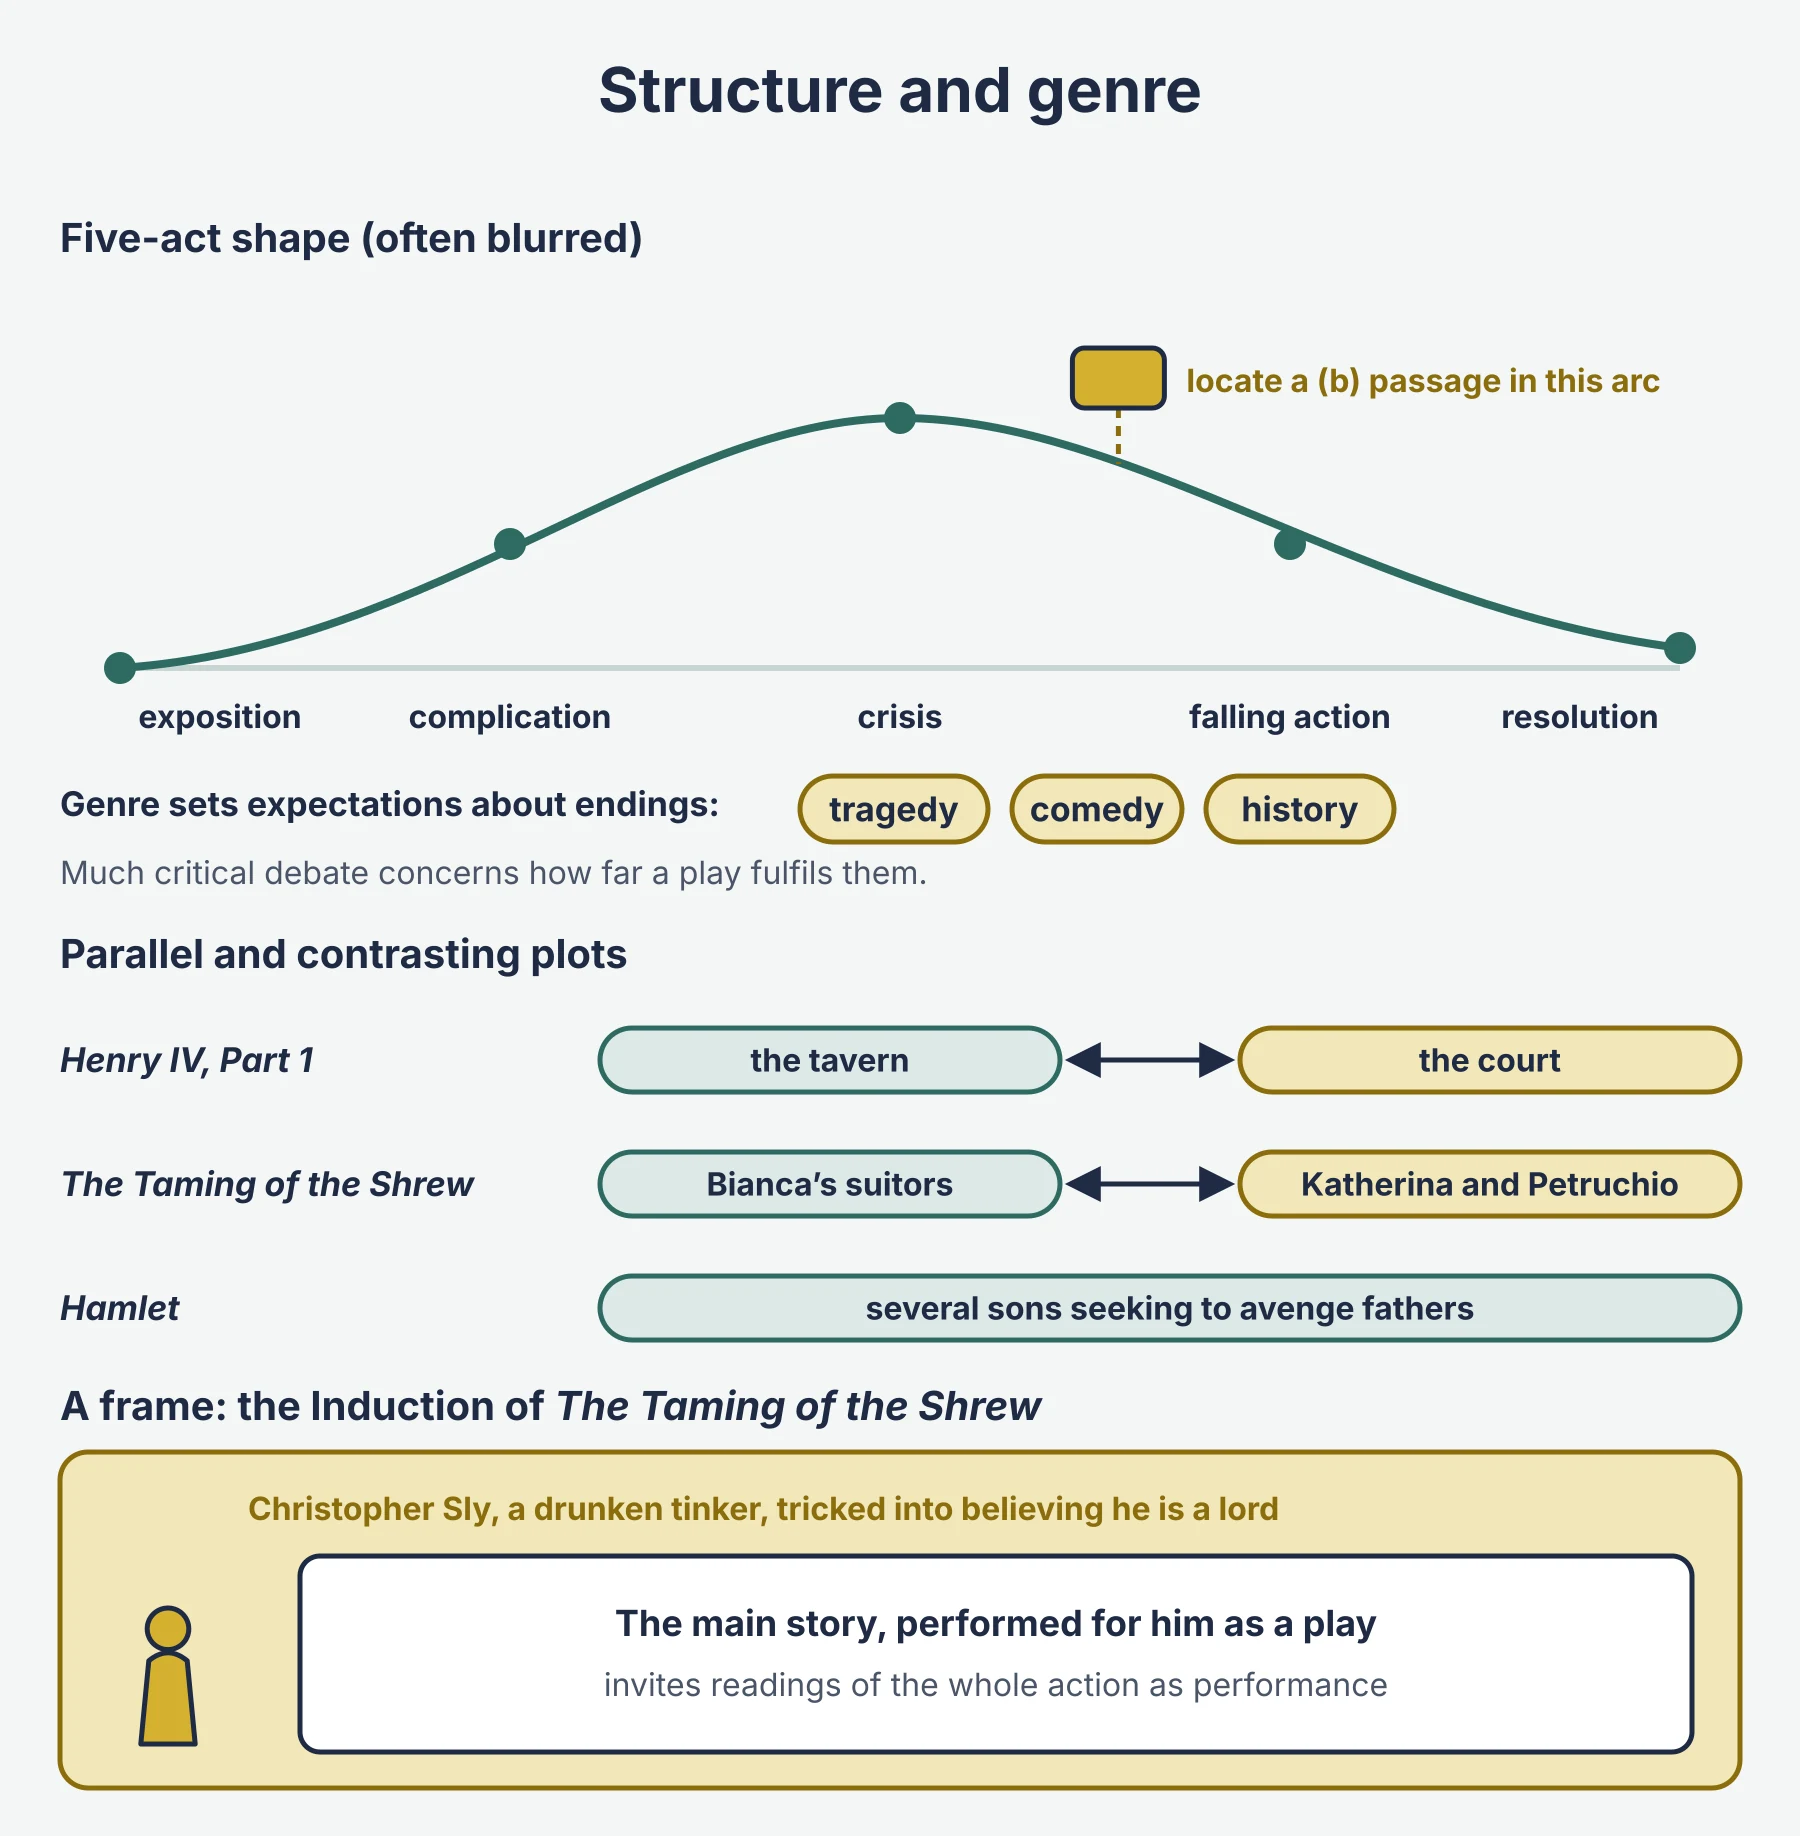 Structure and genre
Five-act shape (often blurred)
locate a (b) passage in this arc
exposition complication crisis falling action resolution
Genre sets expectations about endings: tragedy comedy history
Much critical debate concerns how far a play fulfils them.
Parallel and contrasting plots
Henry IV, Part 1 the tavern the court
The Taming of the Shrew Bianca’s suitors Katherina and Petruchio
Hamlet several sons seeking to avenge fathers
A frame: the Induction of The Taming of the Shrew
Christopher Sly, a drunken tinker, tricked into believing he is a lord
The main story, performed for him as a play
invites readings of the whole action as performance